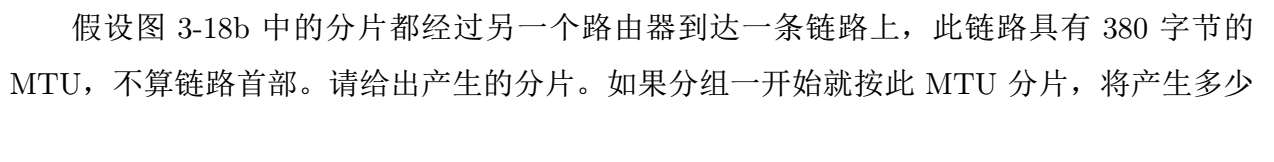 假设图 3-18b 中的分片都经过另一个路由器到达一条链路上，此链路具有 380 字节的
MTU，不算链路首部。请给出产生的分片。如果分组一开始就按此 MTU 分片，将产生多少